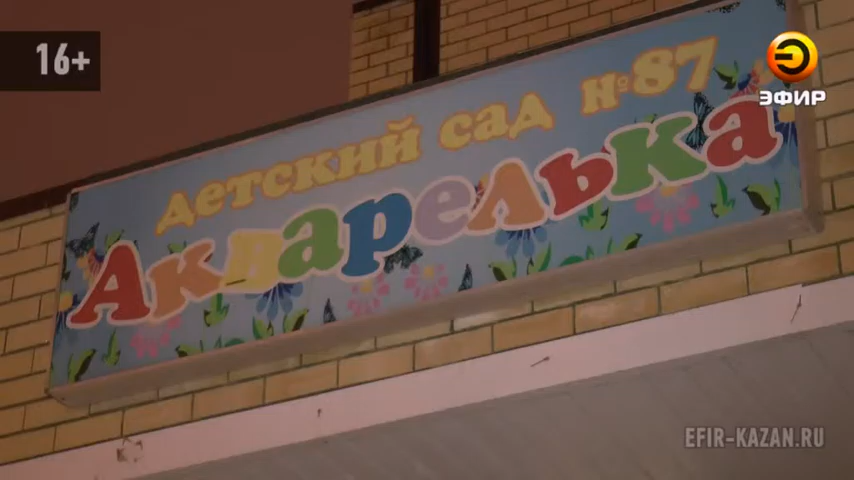 16+
ЭФИР
детский сад №87
Акварелька
EFIR-KAZAN.RU